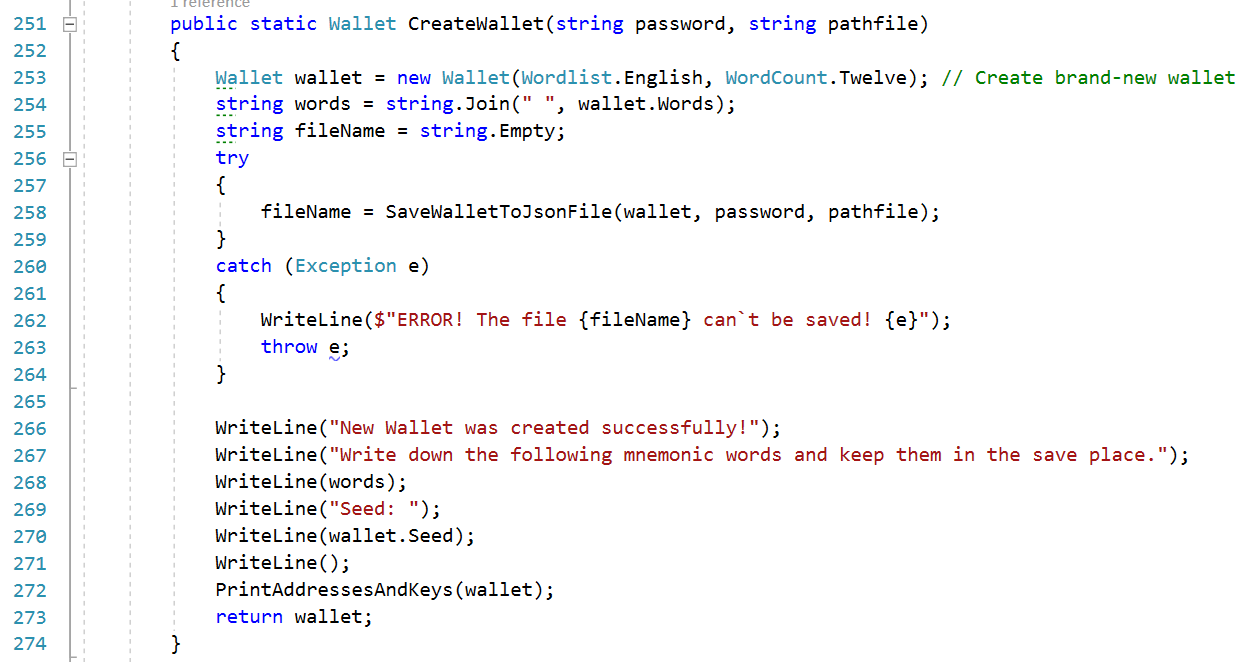 1 reference
251 public static Wallet CreateWallet(string password, string pathfile)
252 {
253 Wallet wallet = new Wallet(Wordlist.English, WordCount.Twelve); // Create brand-new wallet
254 string words = string.Join(" ", wallet.Words);
255 string fileName = string.Empty;
256 try
257 {
258 fileName = SaveWalletToJsonFile(wallet, password, pathfile);
259 }
260 catch (Exception e)
261 {
262 WriteLine($"ERROR! The file {fileName} can`t be saved! {e}");
263 throw e;
264 }
265
266 WriteLine("New Wallet was created successfully!");
267 WriteLine("Write down the following mnemonic words and keep them in the save place.");
268 WriteLine(words);
269 WriteLine("Seed: ");
270 WriteLine(wallet.Seed);
271 WriteLine();
272 PrintAddressesAndKeys(wallet);
273 return wallet;
274 }